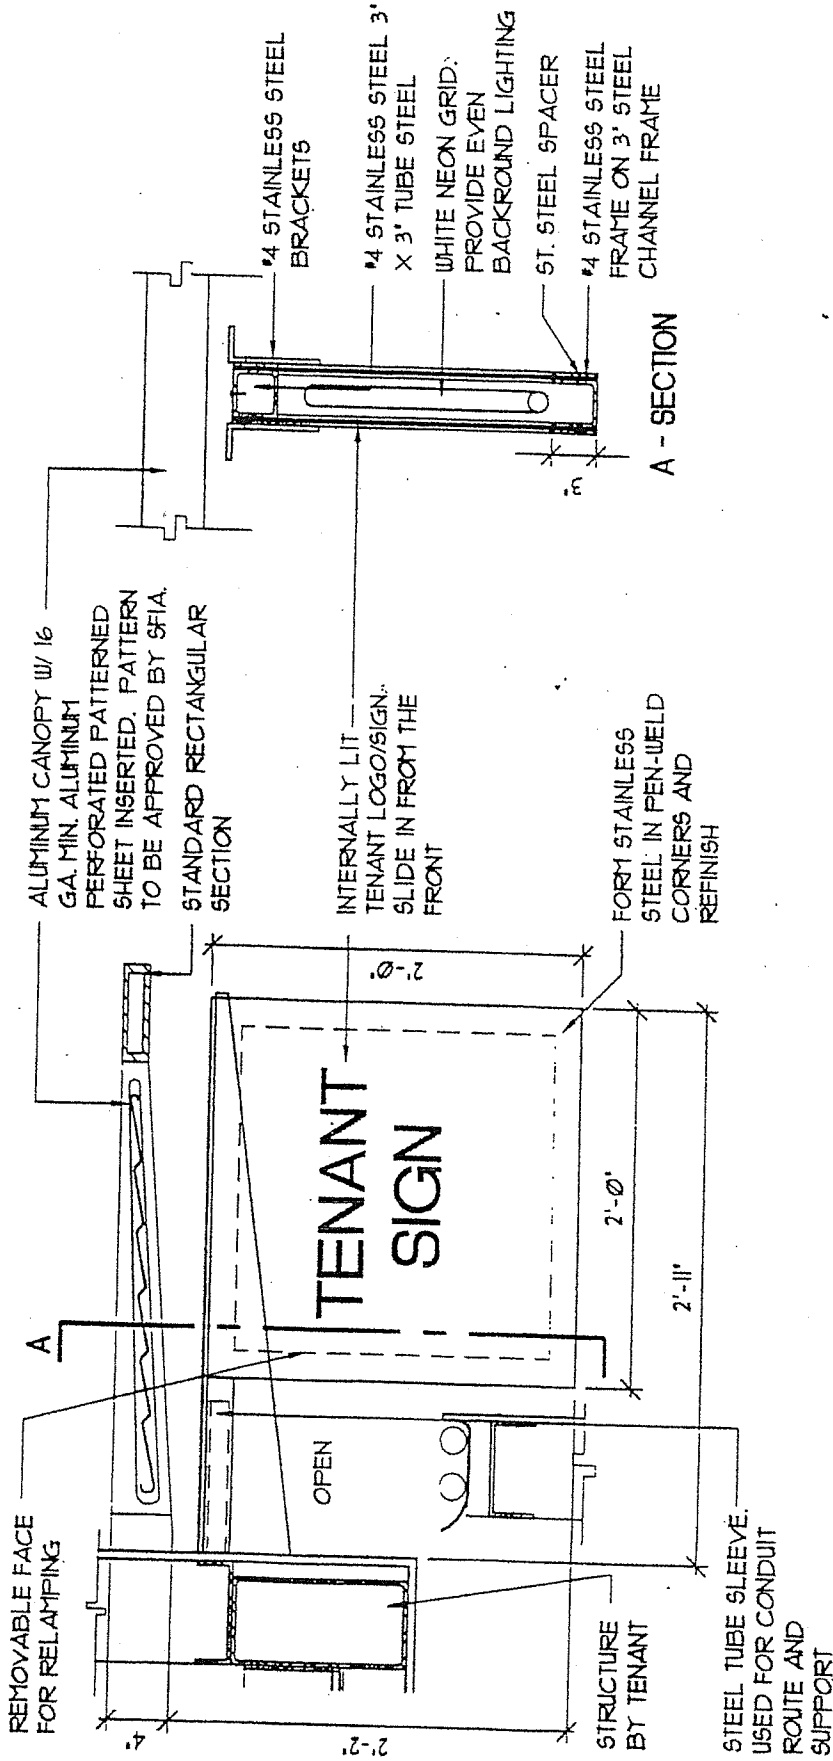 REMOVABLE FACE
FOR RELAMPING
ALUMINUM CANOPY W/ 16
GA. MIN. ALUMINUM
PERFORATED PATTERNED
SHEET INSERTED. PATTERN
TO BE APPROVED BY SFIA.
STANDARD RECTANGULAR
SECTION
INTERNALLY LIT
TENANT LOGO/SIGN.
SLIDE IN FROM THE
FRONT
FORM STAINLESS
STEEL IN PEN-WELD
CORNERS AND
REFINISH
A
TENANT
SIGN
OPEN
4"
2'-2"
2'-Ø"
2'-Ø"
2'-11"
STRUCTURE
BY TENANT
STEEL TUBE SLEEVE.
USED FOR CONDUIT
ROUTE AND
SUPPORT
#4 STAINLESS STEEL
BRACKETS
#4 STAINLESS STEEL 3"
X 3" TUBE STEEL
WHITE NEON GRID.
PROVIDE EVEN
BACKROUND LIGHTING
ST. STEEL SPACER
#4 STAINLESS STEEL
FRAME ON 3" STEEL
CHANNEL FRAME
3"
A - SECTION